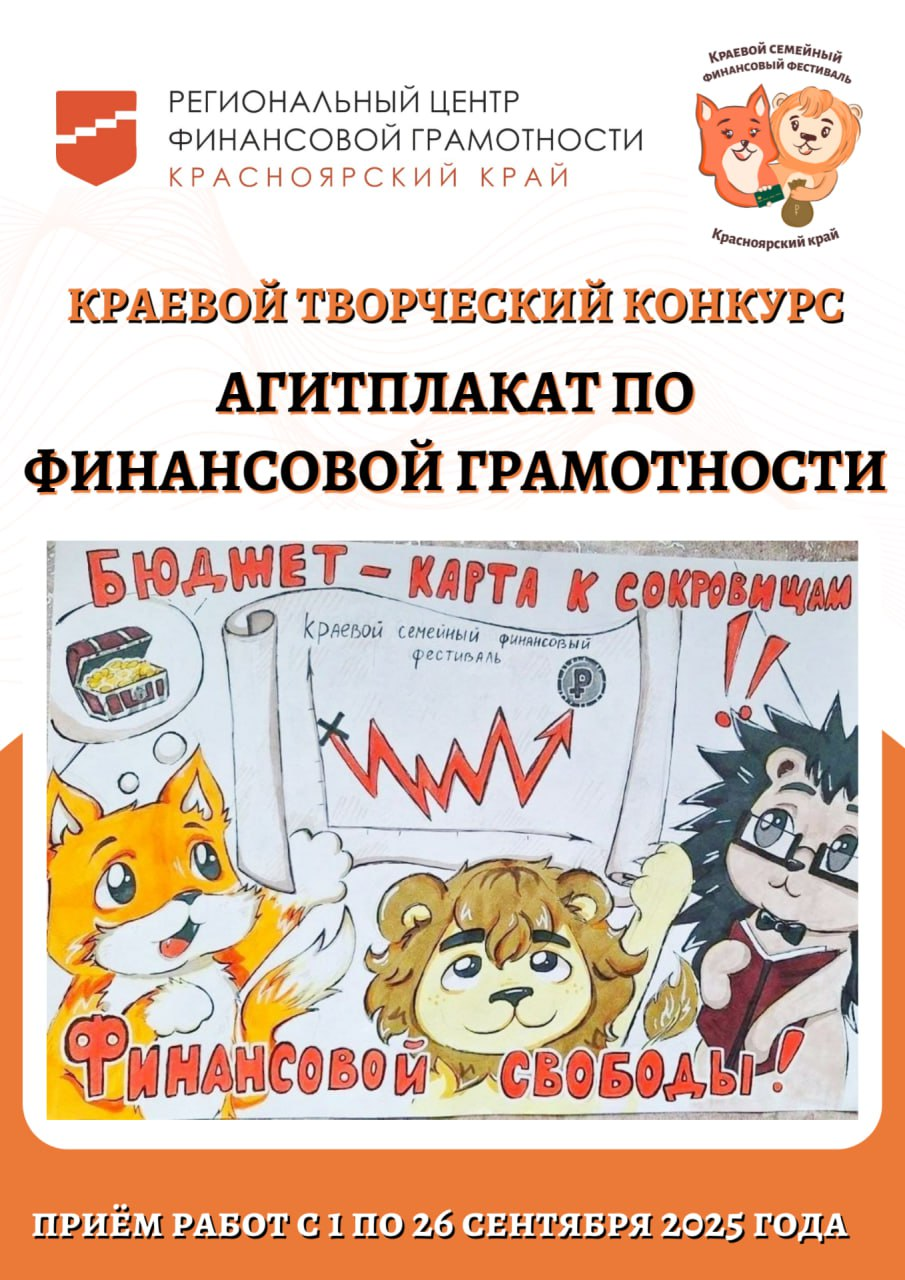 РЕГИОНАЛЬНЫЙ ЦЕНТР
ФИНАНСОВОЙ ГРАМОТНОСТИ
КРАСНОЯРСКИЙ КРАЙ
Краевой семейный
финансовый фестиваль
₽
Красноярский край
КРАЕВОЙ ТВОРЧЕСКИЙ КОНКУРС
АГИТПЛАКАТ ПО
ФИНАНСОВОЙ ГРАМОТНОСТИ
БЮДЖЕТ – КАРТА К СОКРОВИЩАМ
!!
Краевой семейный финансовый
фестиваль
₽
Финансовой свободы!
ПРИЁМ РАБОТ С 1 ПО 26 СЕНТЯБРЯ 2025 ГОДА